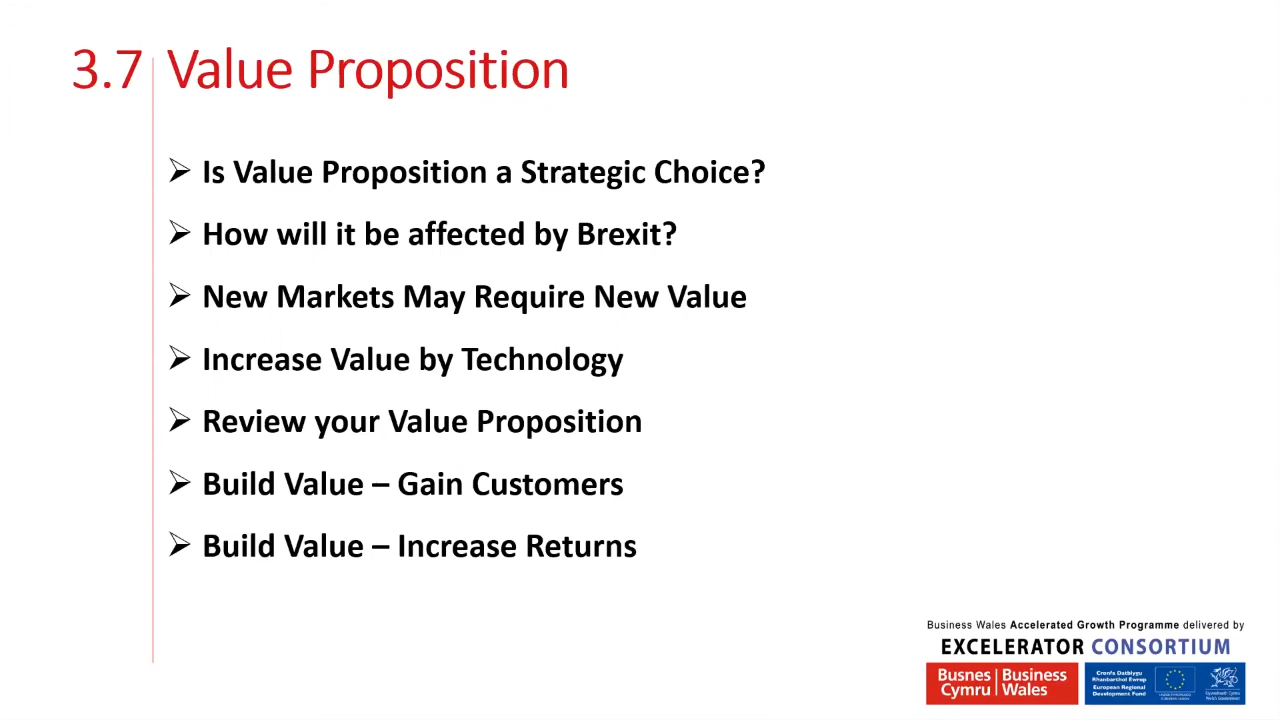 3.7 Value Proposition
➢ Is Value Proposition a Strategic Choice?
➢ How will it be affected by Brexit?
➢ New Markets May Require New Value
➢ Increase Value by Technology
➢ Review your Value Proposition
➢ Build Value – Gain Customers
➢ Build Value – Increase Returns
Business Wales Accelerated Growth Programme delivered by
EXCELERATOR CONSORTIUM
Busnes Cymru
Business Wales
Cronfa Datblygu
Rhanbarthol Ewrop
European Regional
Development Fund